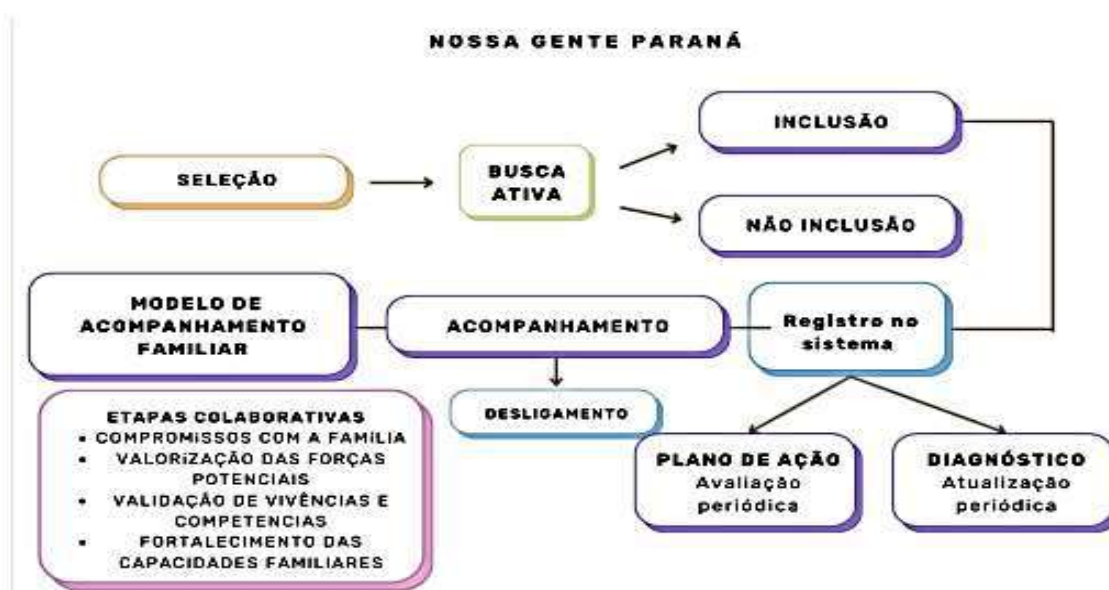 NOSSA GENTE PARANÁ
INCLUSÃO
SELEÇÃO
BUSCA
ATIVA
NÃO INCLUSÃO
MODELO DE
ACOMPANHAMENTO
FAMILIAR
ACOMPANHAMENTO
Registro no
sistema
DESLIGAMENTO
ETAPAS COLABORATIVAS
• COMPROMISSOS COM A FAMÍLIA
• VALORiZAÇÃO DAS FORÇAS
POTENCIAIS
• VALIDAÇÃO DE VIVÊNCIAS E
COMPETENCIAS
• FORTALECIMENTO DAS
CAPACIDADES FAMILIARES
PLANO DE AÇÃO
Avaliação
periódica
DIAGNÓSTICO
Atualização
periódica